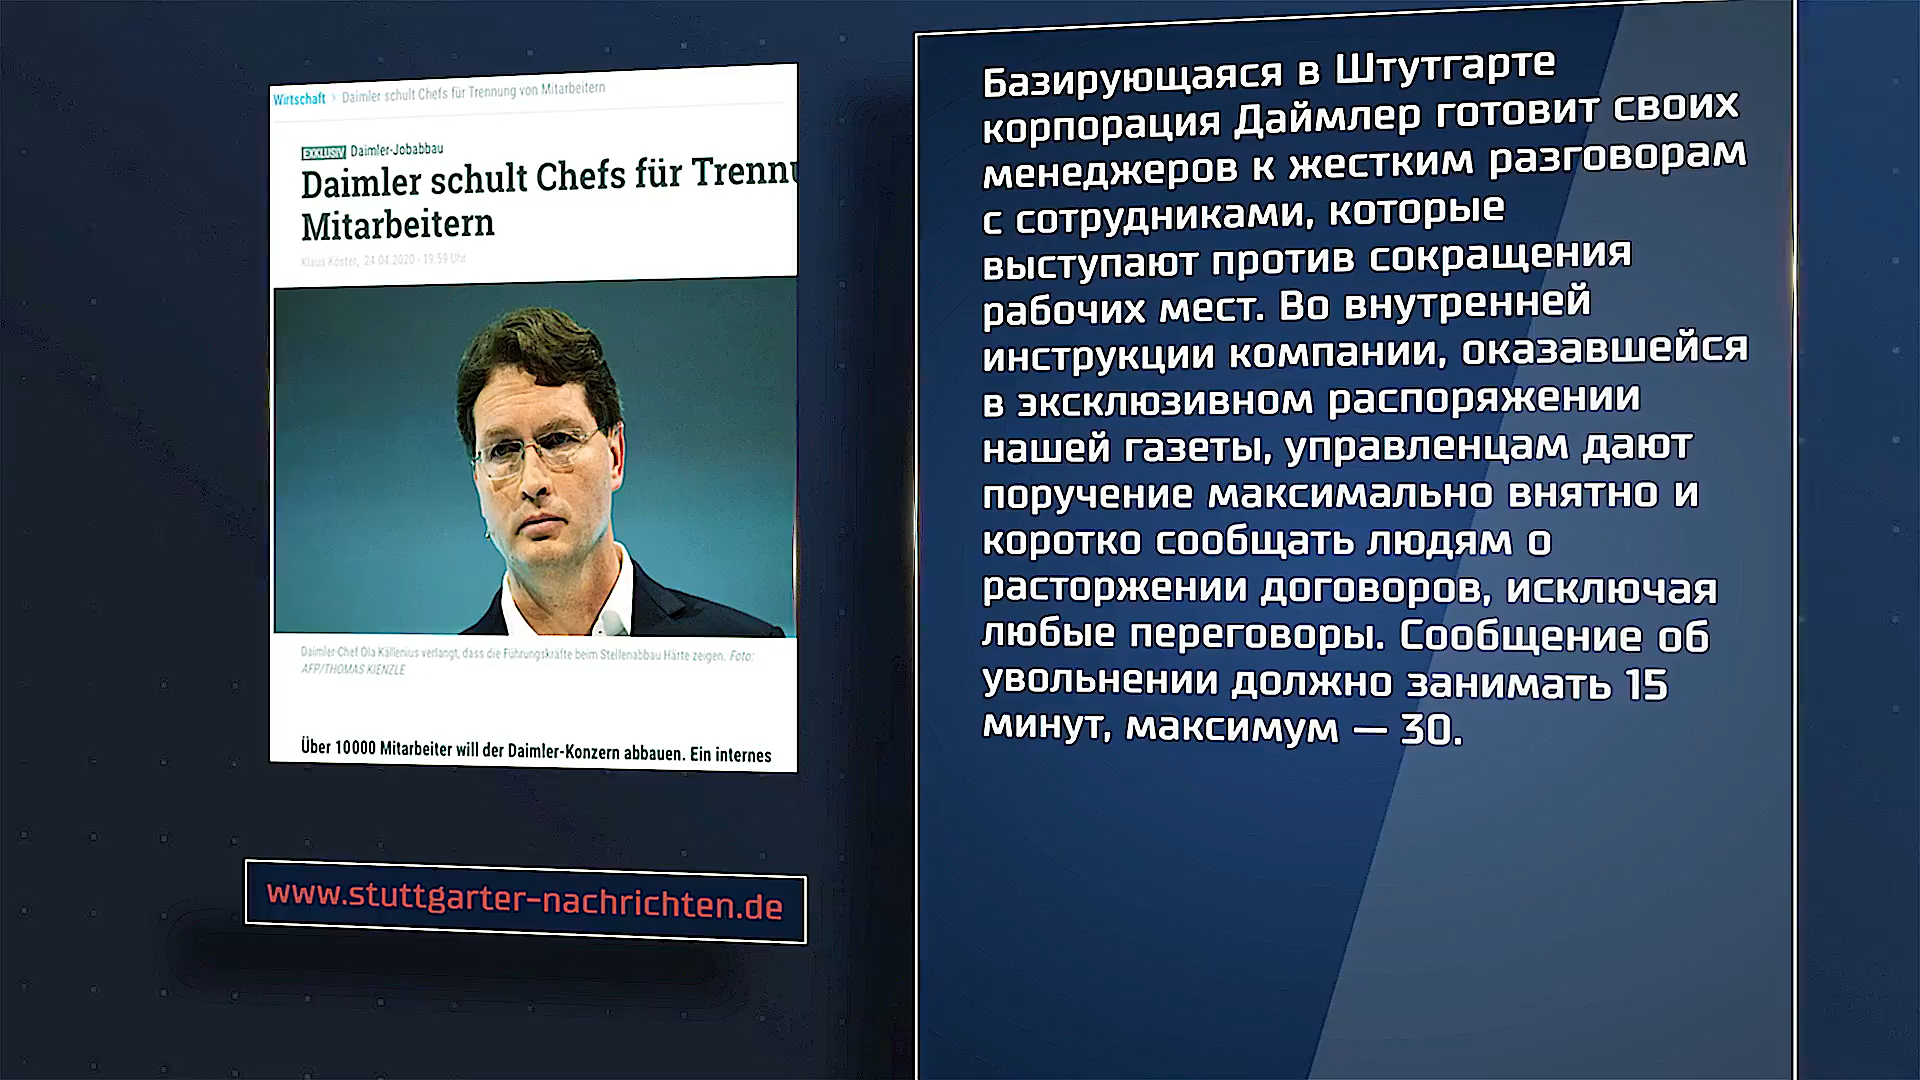 Wirtschaft › Daimler schult Chefs für Trennung von Mitarbeitern
EXKLUSIV Daimler-Jobabbau
Daimler schult Chefs für Trennu
Mitarbeitern
Klaus Köster, 24.04.2020 - 19:59 Uhr
Daimler-Chef Ola Källenius verlangt, dass die Führungskräfte beim Stellenabbau Härte zeigen. Foto:
AFP/THOMAS KIENZLE
Über 10000 Mitarbeiter will der Daimler-Konzern abbauen. Ein internes
www.stuttgarter-nachrichten.de
Базирующаяся в Штутгарте
корпорация Даймлер готовит своих
менеджеров к жестким разговорам
с сотрудниками, которые
выступают против сокращения
рабочих мест. Во внутренней
инструкции компании, оказавшейся
в эксклюзивном распоряжении
нашей газеты, управленцам дают
поручение максимально внятно и
коротко сообщать людям о
расторжении договоров, исключая
любые переговоры. Сообщение об
увольнении должно занимать 15
минут, максимум — 30.